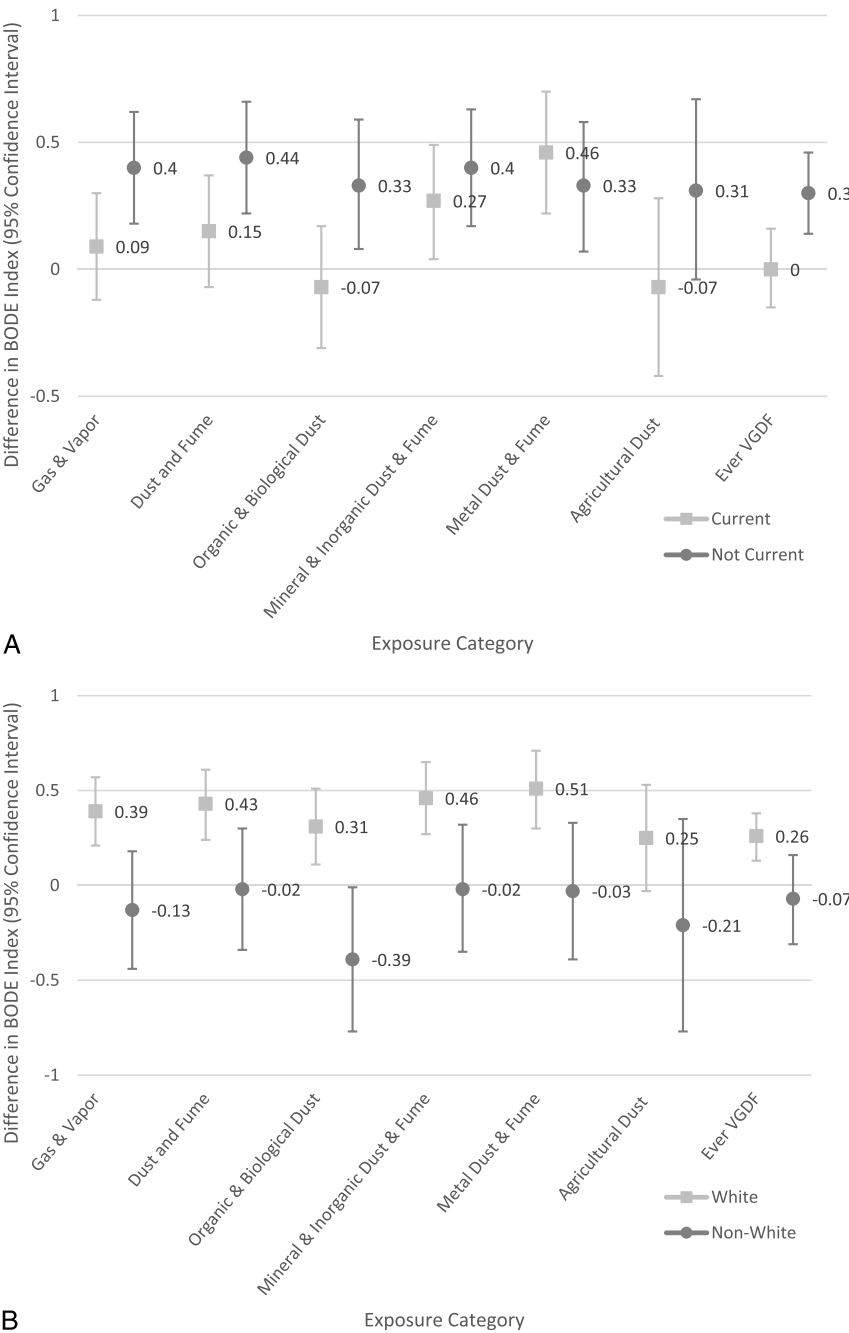 Difference in BODE Index (95% Confidence Interval)
1
0.5
0
-0.5
0.09
0.4
0.15
0.44
-0.07
0.33
0.27
0.4
0.46
0.33
-0.07
0.31
0
0.3
Gas & Vapor
Dust and Fume
Organic & Biological Dust
Mineral & Inorganic Dust & Fume
Metal Dust & Fume
Agricultural Dust
Ever VGDF
Current
Not Current
Exposure Category
A
Difference in BODE Index (95% Confidence Interval)
1
0.5
0
-0.5
-1
0.39
-0.13
0.43
-0.02
0.31
-0.39
0.46
-0.02
0.51
-0.03
0.25
-0.21
0.26
-0.07
Gas & Vapor
Dust and Fume
Organic & Biological Dust
Mineral & Inorganic Dust & Fume
Metal Dust & Fume
Agricultural Dust
Ever VGDF
White
Non-White
Exposure Category
B